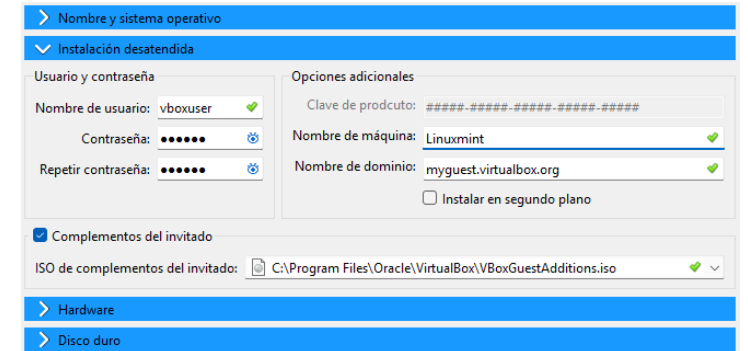 Nombre y sistema operativo
Instalación desatendida
Usuario y contraseña
Nombre de usuario: vboxuser
Contraseña: ●●●●●●
Repetir contraseña: ●●●●●●
Opciones adicionales
Clave de prodcuto: #####-#####-#####-#####-#####
Nombre de máquina: Linuxmint
Nombre de dominio: myguest.virtualbox.org
Instalar en segundo plano
Complementos del invitado
ISO de complementos del invitado: C:\Program Files\Oracle\VirtualBox\VBoxGuestAdditions.iso
Hardware
Disco duro